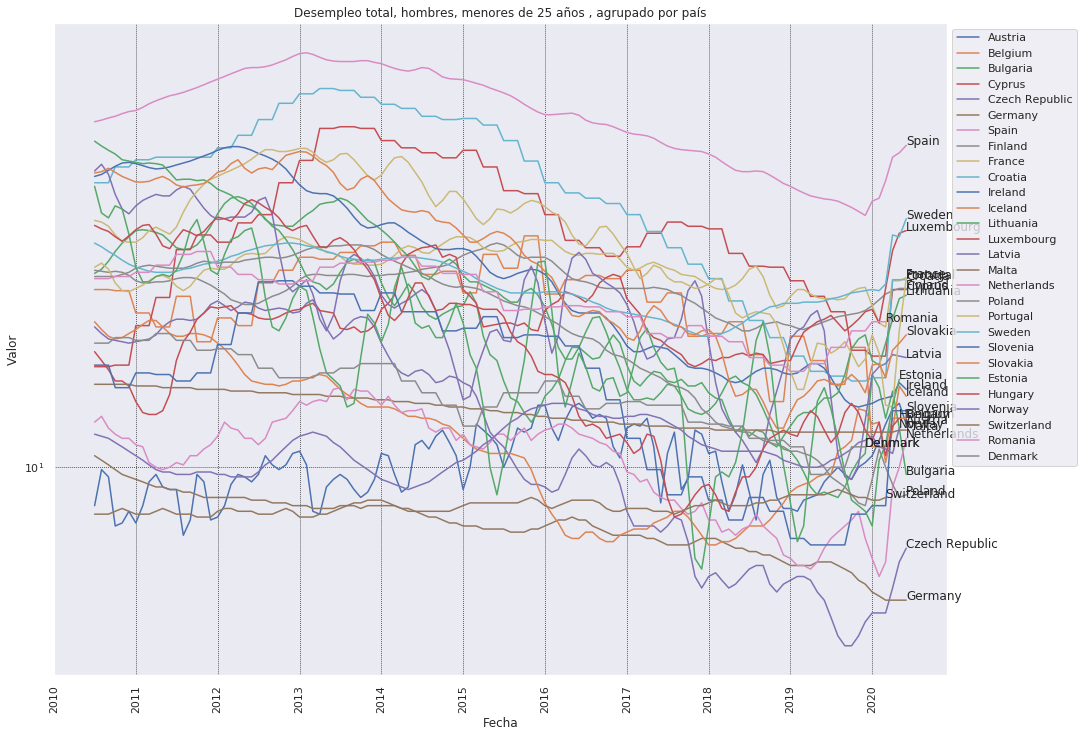 Desempleo total, hombres, menores de 25 años , agrupado por país
Valor
10¹
Spain
Sweden
Luxembourg
France
Lithuania
Romania
Slovakia
Latvia
Estonia
Ireland
Iceland
Slovenia
Netherlands
Denmark
Bulgaria
Poland
Switzerland
Czech Republic
Germany
2010
2011
2012
2013
2014
2015
2016
2017
2018
2019
2020
Fecha
Austria
Belgium
Bulgaria
Cyprus
Czech Republic
Germany
Spain
Finland
France
Croatia
Ireland
Iceland
Lithuania
Luxembourg
Latvia
Malta
Netherlands
Poland
Portugal
Sweden
Slovenia
Slovakia
Estonia
Hungary
Norway
Switzerland
Romania
Denmark